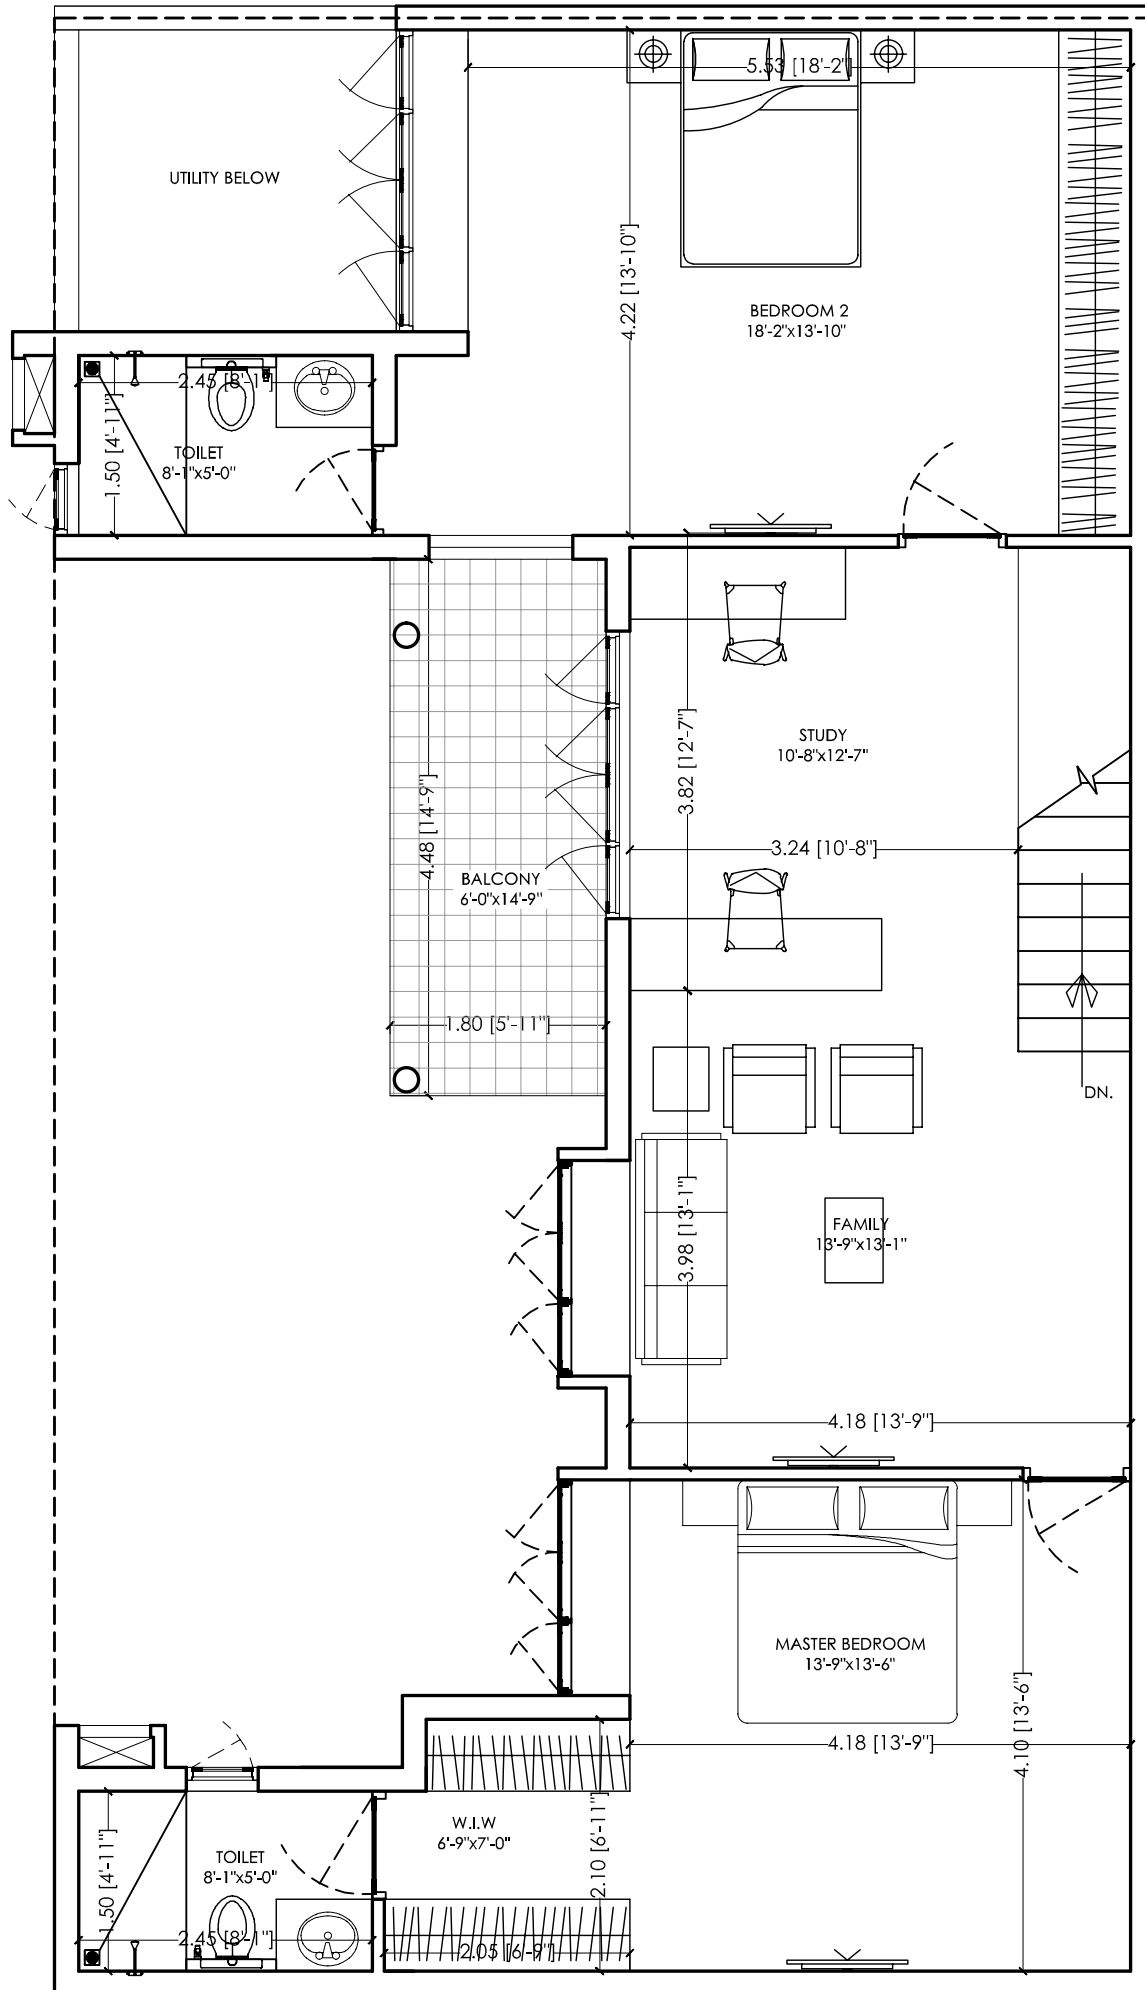 5.53 [18'-2"]
UTILITY BELOW
4.22 [13'-10"]
BEDROOM 2
18'-2"x13'-10"
2.45 [8'-1"]
1.50 [4'-11"]
TOILET
8'-1"x5'-0"
3.82 [12'-7"]
STUDY
10'-8"x12'-7"
4.48 [14'-9"]
3.24 [10'-8"]
BALCONY
6'-0"x14'-9"
1.80 [5'-11"]
DN.
3.98 [13'-1"]
FAMILY
13'-9"x13'-1"
4.18 [13'-9"]
MASTER BEDROOM
13'-9"x13'-6"
4.10 [13'-6"]
4.18 [13'-9"]
W.I.W
6'-9"x7'-0"
2.10 [6'-11"]
1.50 [4'-11"]
TOILET
8'-1"x5'-0"
2.45 [8'-1"]
2.05 [6'-9"]